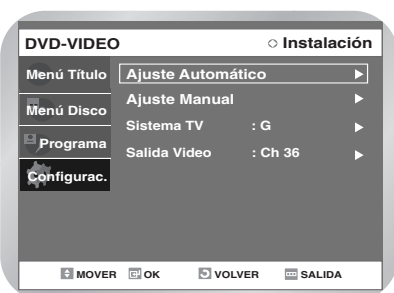 DVD-VIDEO ○ Instalación
Menú Título
Menú Disco
Programa
Configurac.
Ajuste Automático ►
Ajuste Manual ►
Sistema TV : G ►
Salida Video : Ch 36 ►
MOVER OK VOLVER SALIDA